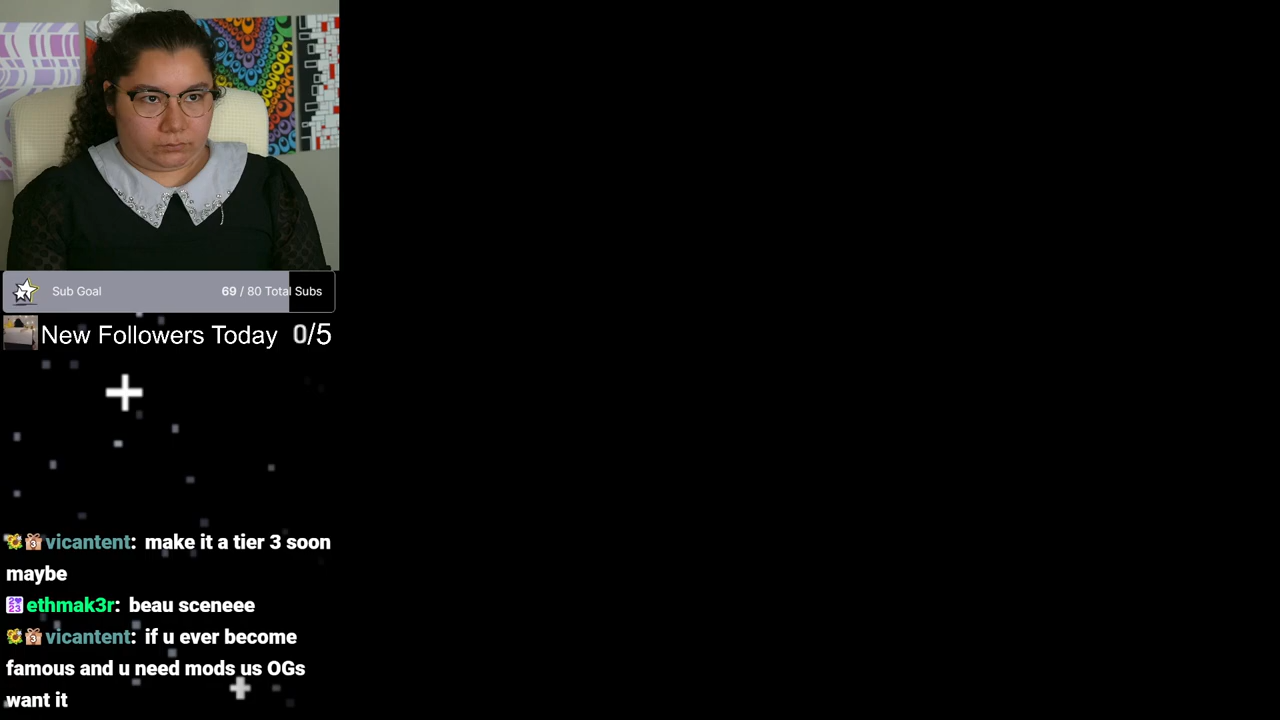 Sub Goal 69 / 80 Total Subs
New Followers Today 0/5
vicantent: make it a tier 3 soon
maybe
ethmak3r: beau sceneee
vicantent: if u ever become
famous and u need mods us OGs
want it